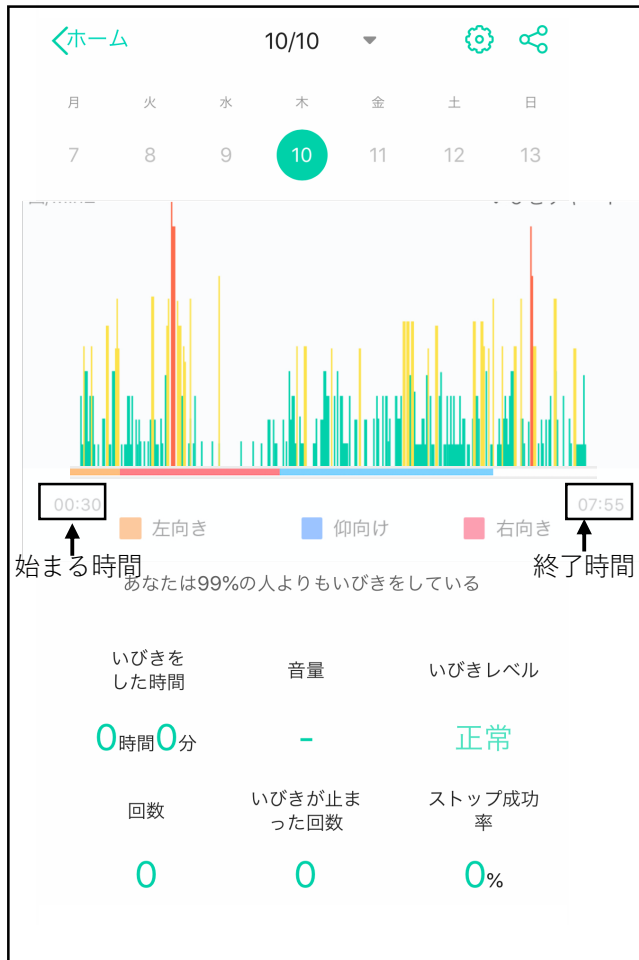 ホーム 10/10
月 火 水 木 金 土 日
7 8 9 10 11 12 13
00:30 07:55
左向き 仰向け 右向き
始まる時間 終了時間
あなたは99%の人よりもいびきをしている
いびきを
した時間 音量 いびきレベル
0時間0分 - 正常
回数 いびきが止ま
った回数 ストップ成功
率
0 0 0%